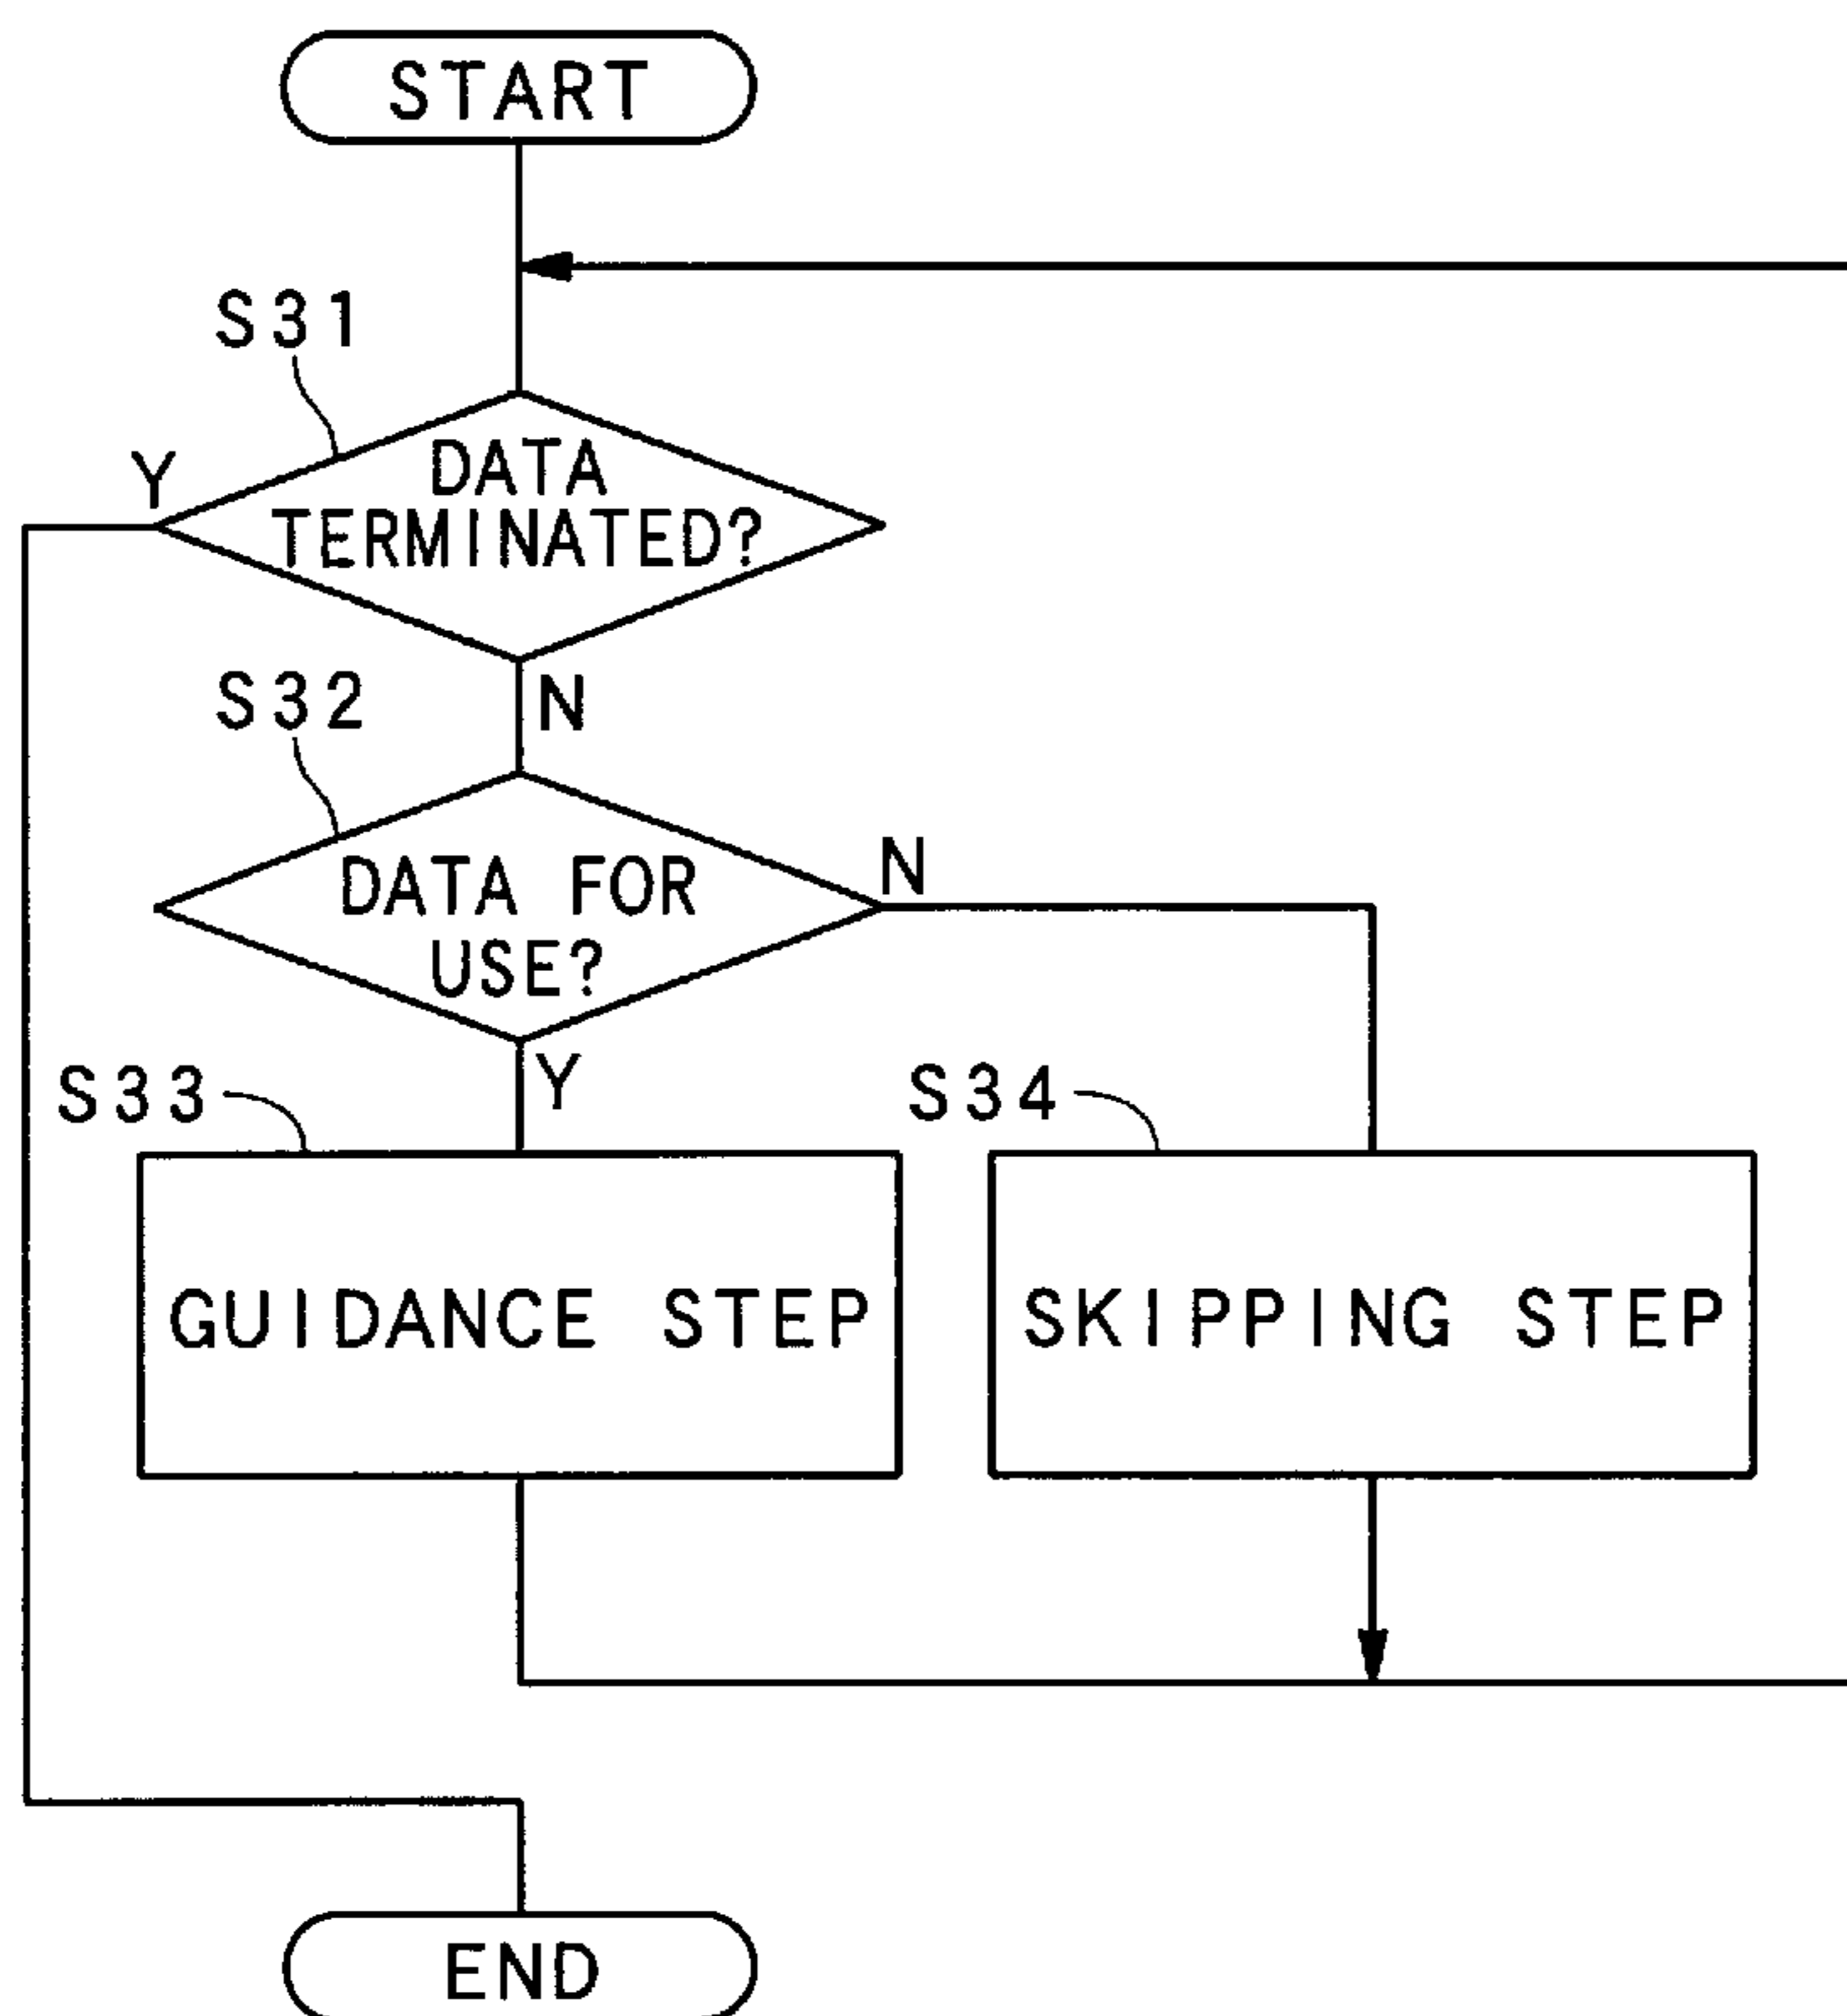 START
S31
Y
DATA
TERMINATED?
S32
N
DATA FOR
USE?
N
Y
S33
S34
GUIDANCE STEP
SKIPPING STEP
END